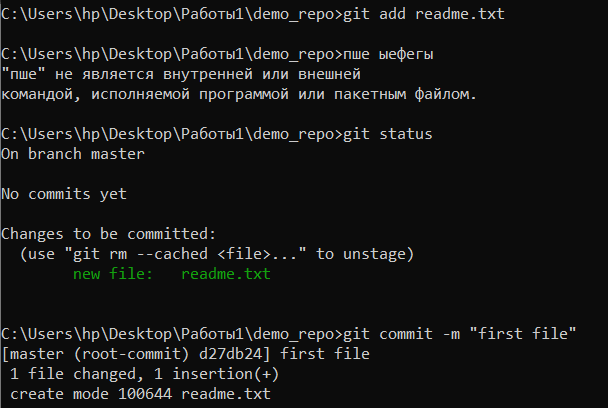 C:\Users\hp\Desktop\Работы1\demo_repo>git add readme.txt
C:\Users\hp\Desktop\Работы1\demo_repo>пше ыефегы
"пше" не является внутренней или внешней
командой, исполняемой программой или пакетным файлом.
C:\Users\hp\Desktop\Работы1\demo_repo>git status
On branch master
No commits yet
Changes to be committed:
  (use "git rm --cached <file>..." to unstage)
        new file:   readme.txt
C:\Users\hp\Desktop\Работы1\demo_repo>git commit -m "first file"
[master (root-commit) d27db24] first file
 1 file changed, 1 insertion(+)
 create mode 100644 readme.txt